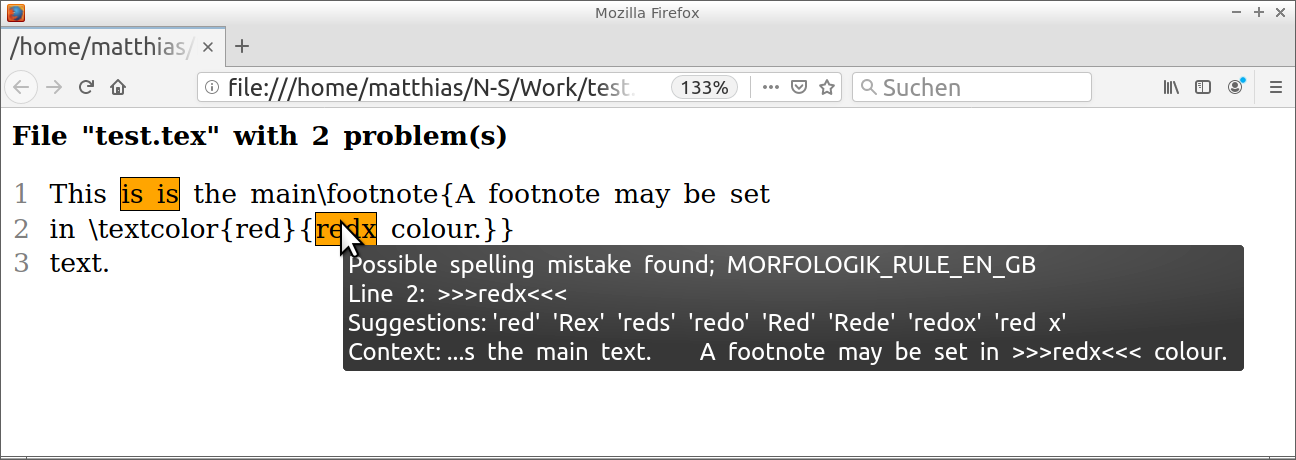 Mozilla Firefox
/home/matthias/
file:///home/matthias/N-S/Work/test. 133% Suchen
File "test.tex" with 2 problem(s)
1 This is is the main\footnote{A footnote may be set
2 in \textcolor{red}{redx colour.}}
3 text.
Possible spelling mistake found; MORFOLOGIK_RULE_EN_GB
Line 2: >>>redx<<<
Suggestions: 'red' 'Rex' 'reds' 'redo' 'Red' 'Rede' 'redox' 'red x'
Context: ...s the main text. A footnote may be set in >>>redx<<< colour.